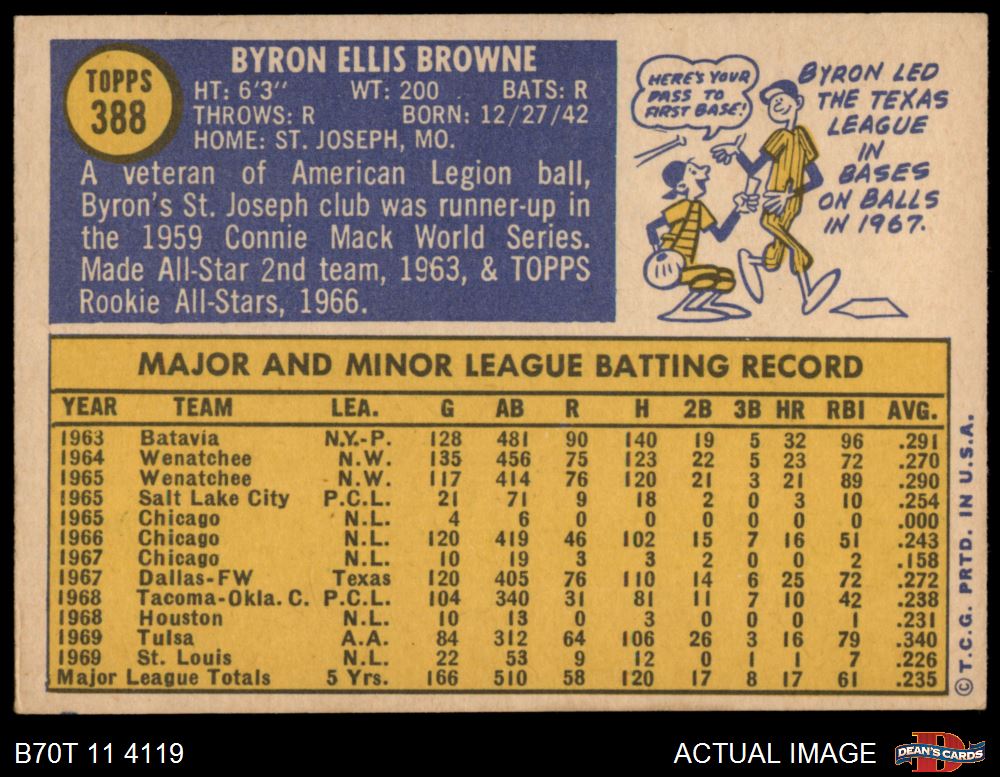 TOPPS
388
BYRON ELLIS BROWNE
HT: 6'3" WT: 200 BATS: R
THROWS: R BORN: 12/27/42
HOME: ST. JOSEPH, MO.
A veteran of American Legion ball,
Byron's St. Joseph club was runner-up in
the 1959 Connie Mack World Series.
Made All-Star 2nd team, 1963, & TOPPS
Rookie All-Stars, 1966.
HERE'S YOUR
PASS TO
FIRST BASE!
BYRON LED
THE TEXAS
LEAGUE
IN
BASES
ON BALLS
IN 1967.
MAJOR AND MINOR LEAGUE BATTING RECORD
YEAR TEAM LEA. G AB R H 2B 3B HR RBI AVG.
1963 Batavia N.Y.-P. 128 481 90 140 19 5 32 96 .291
1964 Wenatchee N.W. 135 456 75 123 22 5 23 72 .270
1965 Wenatchee N.W. 117 414 76 120 21 3 21 89 .290
1965 Salt Lake City P.C.L. 21 71 9 18 2 0 3 10 .254
1965 Chicago N.L. 4 6 0 0 0 0 0 0 .000
1966 Chicago N.L. 120 419 46 102 15 7 16 51 .243
1967 Chicago N.L. 10 19 3 3 2 0 0 2 .158
1967 Dallas-FW Texas 120 405 76 110 14 6 25 72 .272
1968 Tacoma-Okla. C. P.C.L. 104 340 31 81 11 7 10 42 .238
1968 Houston N.L. 10 13 0 3 0 0 0 1 .231
1969 Tulsa A.A. 84 312 64 106 26 3 16 79 .340
1969 St. Louis N.L. 22 53 9 12 0 1 1 7 .226
Major League Totals 5 Yrs. 166 510 58 120 17 8 17 61 .235
© T.C.G. PRTD. IN U.S.A.
B70T 11 4119
ACTUAL IMAGE
D
DEAN'S CARDS